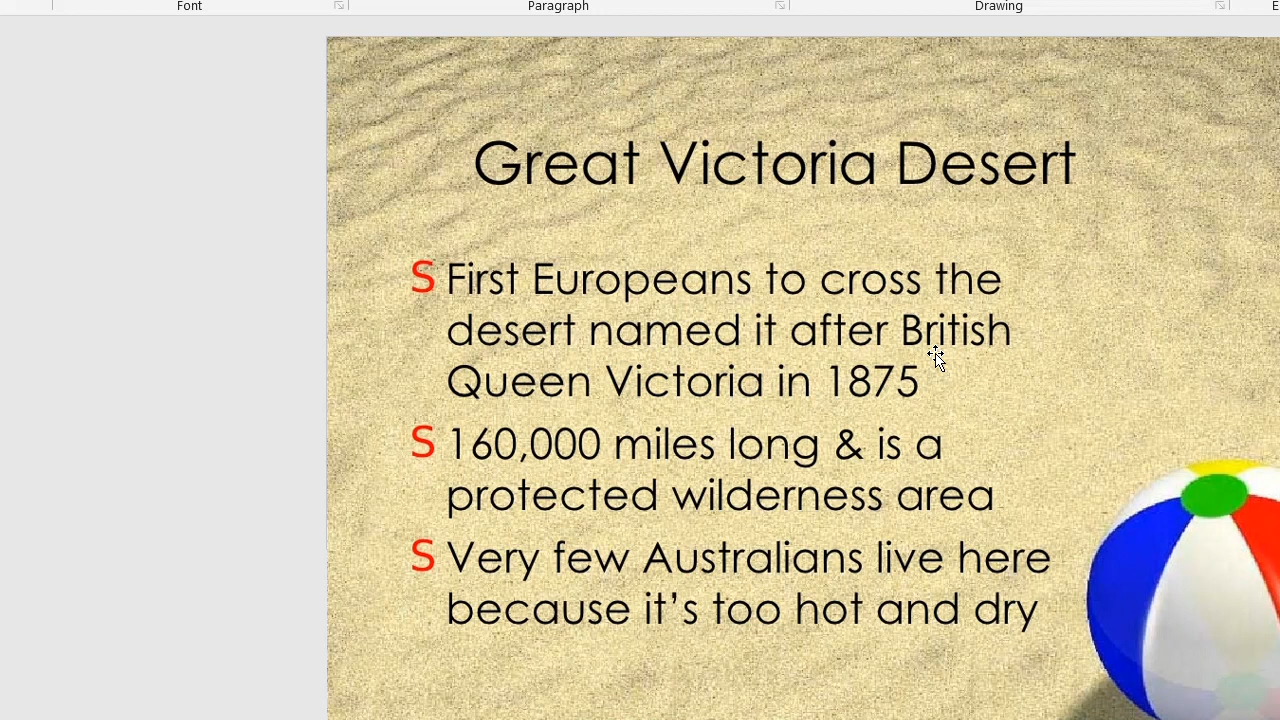 Font Paragraph Drawing E
Great Victoria Desert
S First Europeans to cross the
desert named it after British
Queen Victoria in 1875
S 160,000 miles long & is a
protected wilderness area
S Very few Australians live here
because it’s too hot and dry